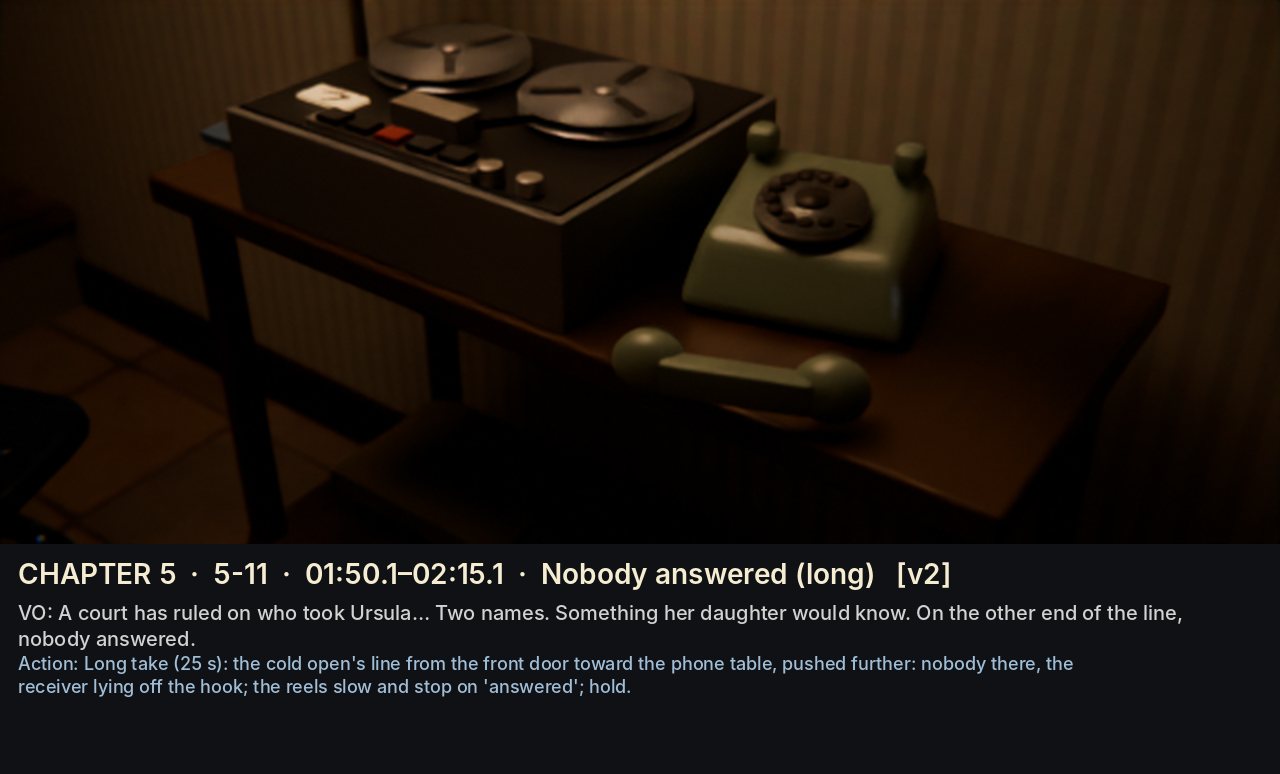 CHAPTER 5 · 5-11 · 01:50.1–02:15.1 · Nobody answered (long) [v2]
VO: A court has ruled on who took Ursula... Two names. Something her daughter would know. On the other end of the line,
nobody answered.
Action: Long take (25 s): the cold open's line from the front door toward the phone table, pushed further: nobody there, the
receiver lying off the hook; the reels slow and stop on 'answered'; hold.